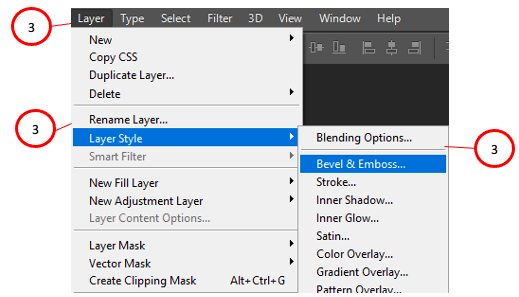 3
Layer Type Select Filter 3D View Window Help
New
Copy CSS
Duplicate Layer...
Delete
3
Rename Layer...
Layer Style
Smart Filter
New Fill Layer
New Adjustment Layer
Layer Content Options...
Layer Mask
Vector Mask
Create Clipping Mask Alt+Ctrl+G
Blending Options...
3
Bevel & Emboss...
Stroke...
Inner Shadow...
Inner Glow...
Satin...
Color Overlay...
Gradient Overlay...
Pattern Overlay...